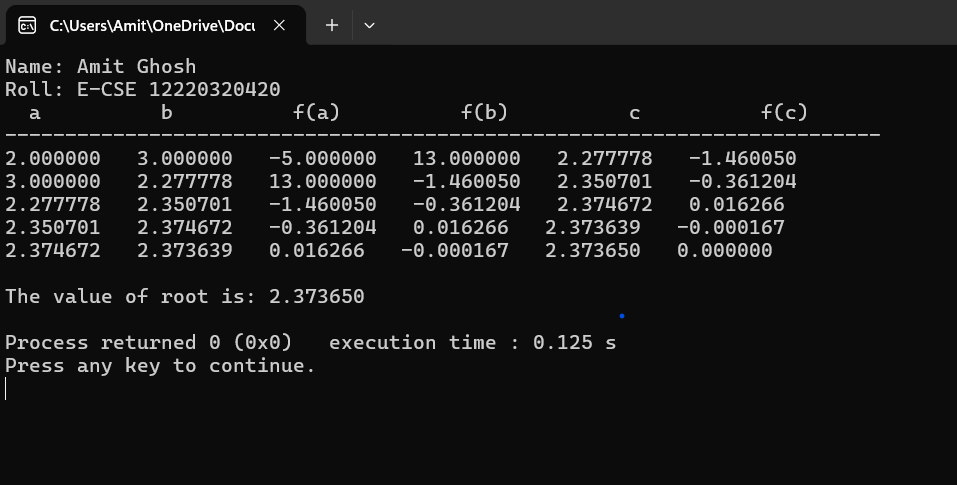 C:\Users\Amit\OneDrive\Docu
Name: Amit Ghosh
Roll: E-CSE 12220320420
  a          b          f(a)          f(b)          c          f(c)
-------------------------------------------------------------------------
2.000000   3.000000   -5.000000   13.000000   2.277778   -1.460050
3.000000   2.277778   13.000000   -1.460050   2.350701   -0.361204
2.277778   2.350701   -1.460050   -0.361204   2.374672   0.016266
2.350701   2.374672   -0.361204   0.016266   2.373639   -0.000167
2.374672   2.373639   0.016266   -0.000167   2.373650   0.000000
The value of root is: 2.373650
Process returned 0 (0x0)   execution time : 0.125 s
Press any key to continue.